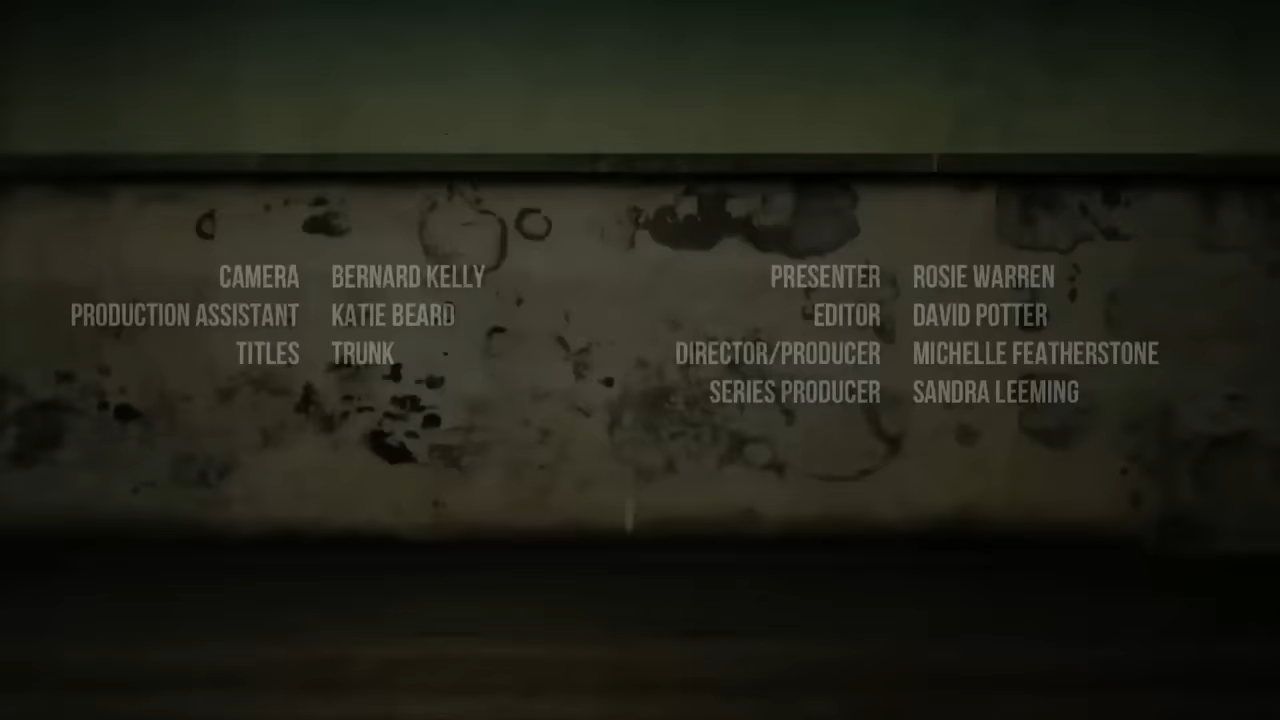 CAMERA BERNARD KELLY
PRODUCTION ASSISTANT KATIE BEARD
TITLES TRUNK
PRESENTER ROSIE WARREN
EDITOR DAVID POTTER
DIRECTOR/PRODUCER MICHELLE FEATHERSTONE
SERIES PRODUCER SANDRA LEEMING